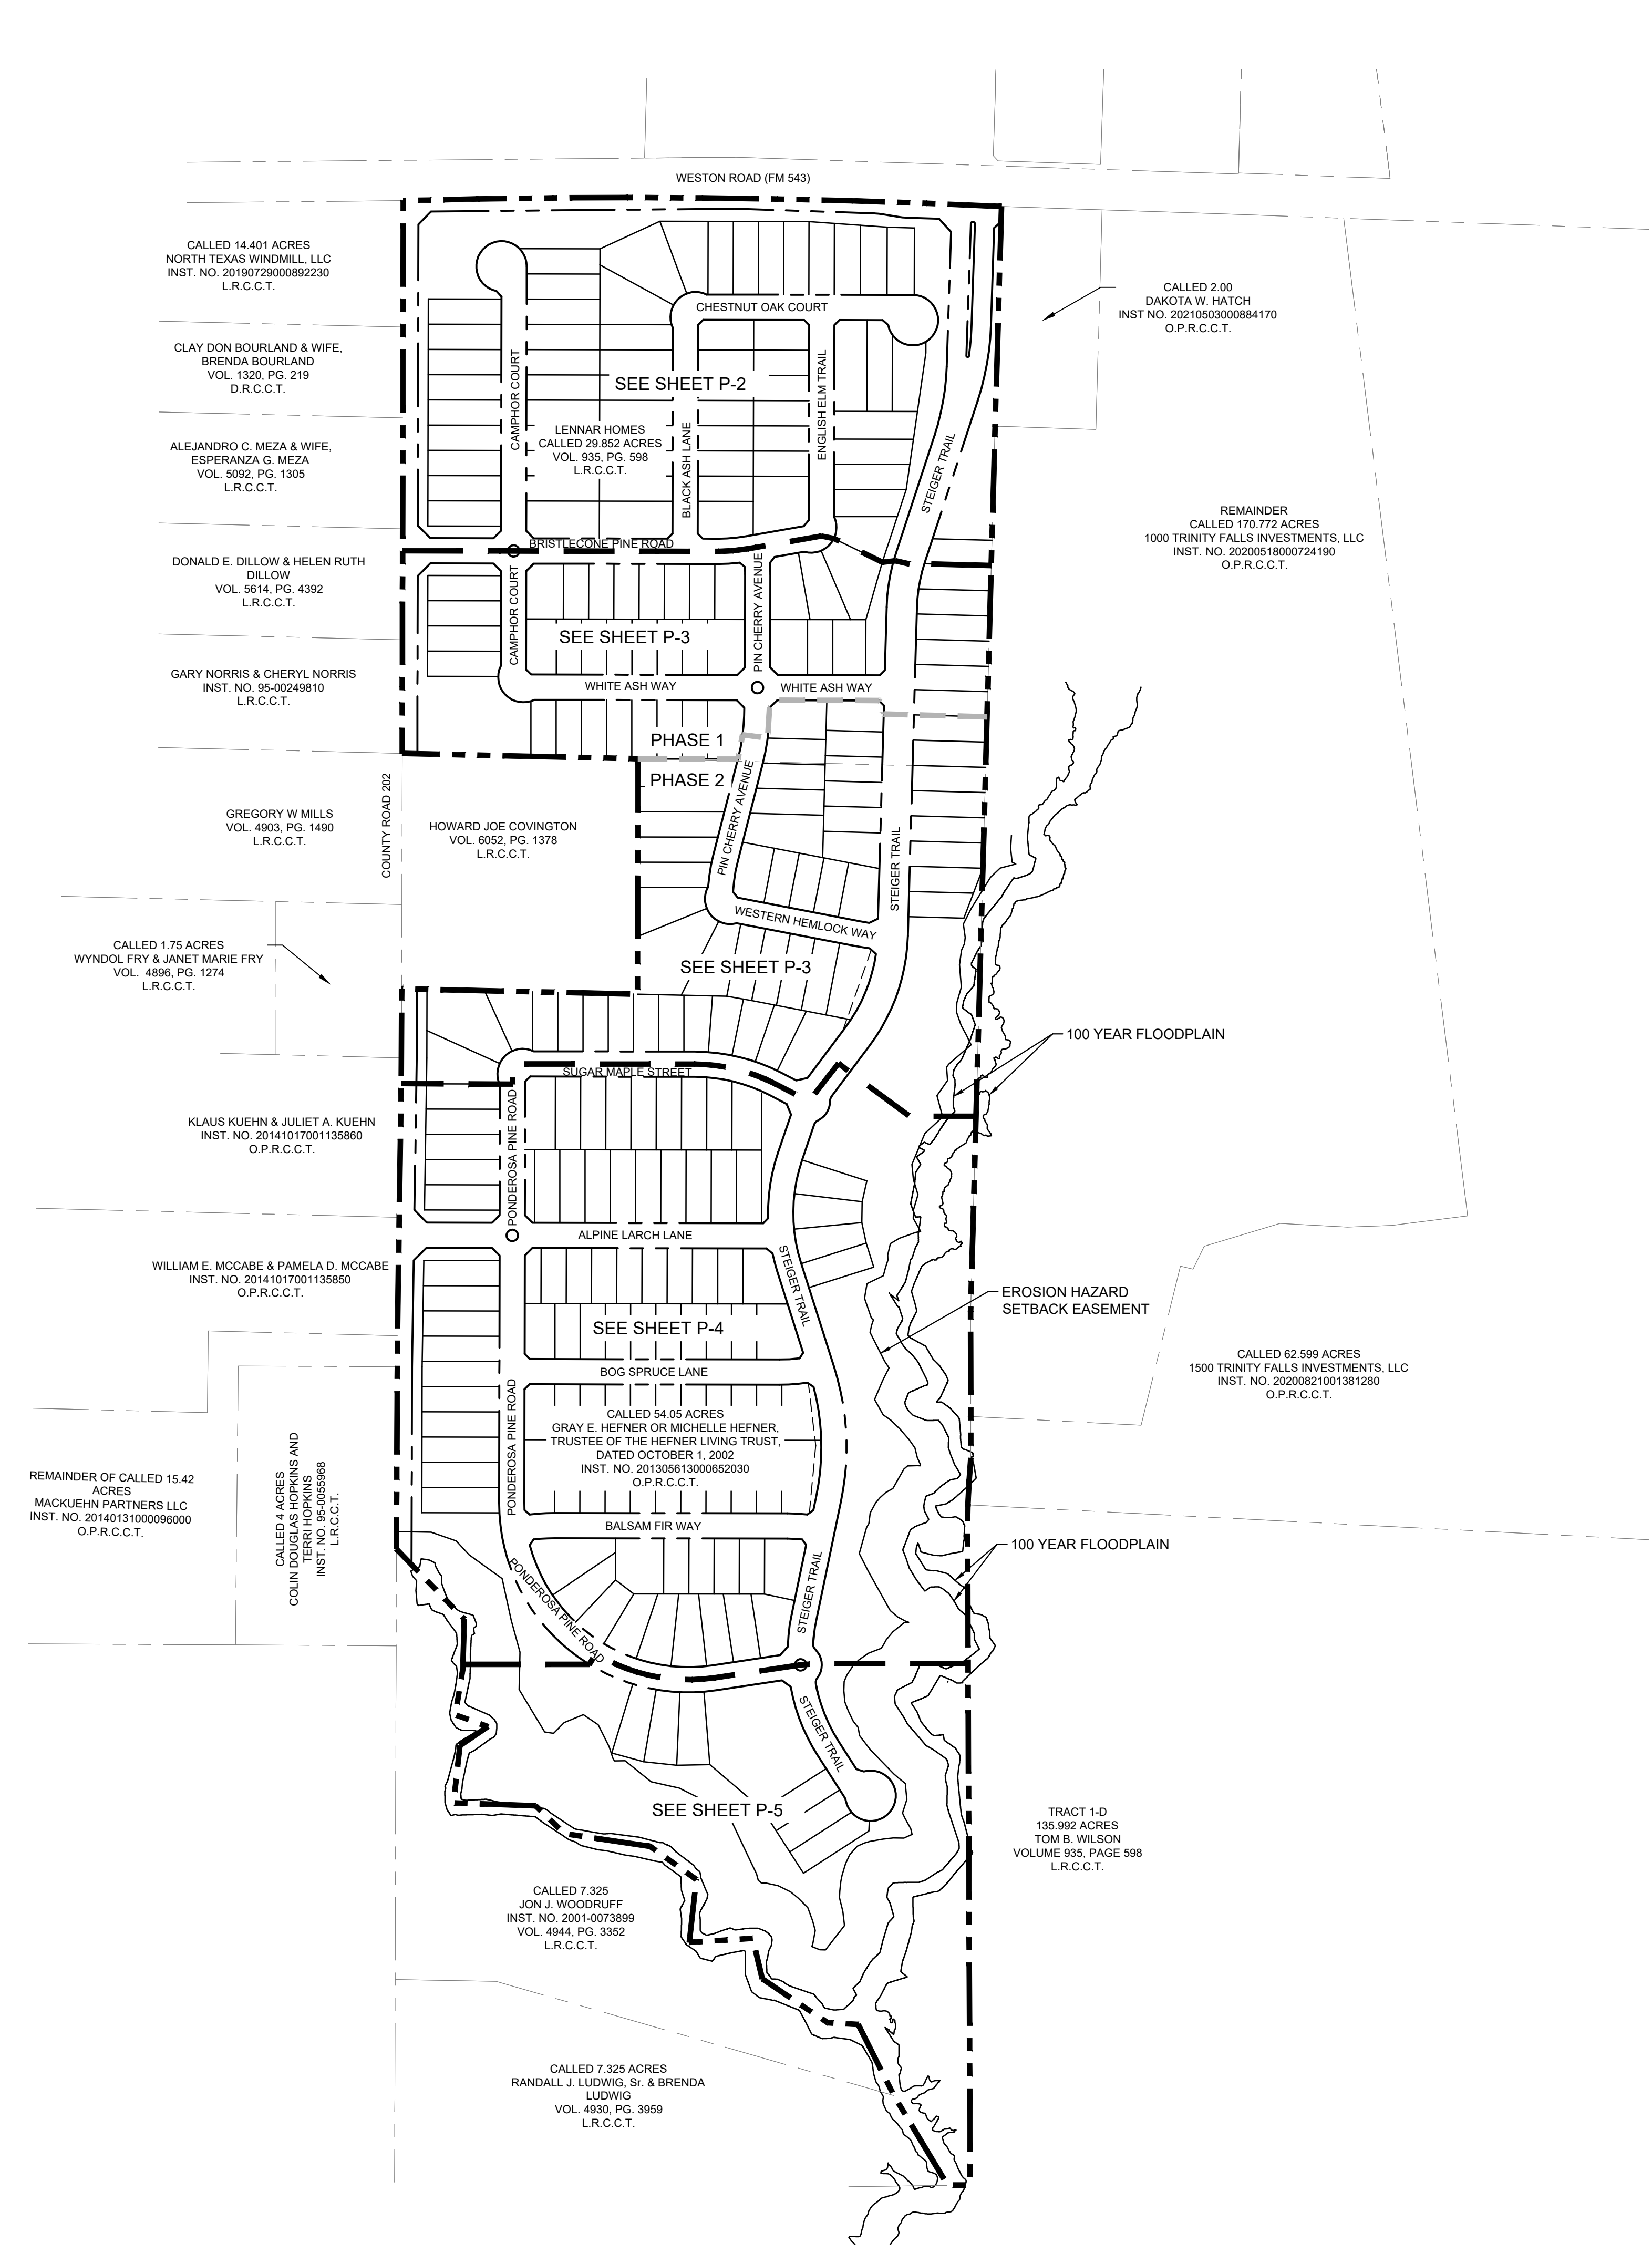 WESTON ROAD (FM 543)
CALLED 14.401 ACRES
NORTH TEXAS WINDMILL, LLC
INST. NO. 20190729000892230
L.R.C.C.T.
CALLED 2.00
DAKOTA W. HATCH
INST NO. 20210503000884170
O.P.R.C.C.T.
CHESTNUT OAK COURT
CLAY DON BOURLAND & WIFE,
BRENDA BOURLAND
VOL. 1320, PG. 219
D.R.C.C.T.
CAMPHOR COURT
SEE SHEET P-2
ENGLISH ELM TRAIL
LENNAR HOMES
CALLED 29.852 ACRES
VOL. 935, PG. 598
L.R.C.C.T.
BLACK ASH LANE
STEIGER TRAIL
ALEJANDRO C. MEZA & WIFE,
ESPERANZA G. MEZA
VOL. 5092, PG. 1305
L.R.C.C.T.
REMAINDER
CALLED 170.772 ACRES
1000 TRINITY FALLS INVESTMENTS, LLC
INST. NO. 20200518000724190
O.P.R.C.C.T.
BRISTLECONE PINE ROAD
DONALD E. DILLOW & HELEN RUTH
DILLOW
VOL. 5614, PG. 4392
L.R.C.C.T.
CAMPHOR COURT
SEE SHEET P-3
PIN CHERRY AVENUE
GARY NORRIS & CHERYL NORRIS
INST. NO. 95-00249810
L.R.C.C.T.
WHITE ASH WAY
WHITE ASH WAY
PHASE 1
PHASE 2
PIN CHERRY AVENUE
COUNTY ROAD 202
GREGORY W MILLS
VOL. 4903, PG. 1490
L.R.C.C.T.
HOWARD JOE COVINGTON
VOL. 6052, PG. 1378
L.R.C.C.T.
STEIGER TRAIL
WESTERN HEMLOCK WAY
CALLED 1.75 ACRES
WYNDOL FRY & JANET MARIE FRY
VOL. 4896, PG. 1274
L.R.C.C.T.
SEE SHEET P-3
100 YEAR FLOODPLAIN
SUGAR MAPLE STREET
KLAUS KUEHN & JULIET A. KUEHN
INST. NO. 20141017001135860
O.P.R.C.C.T.
PONDEROSA PINE ROAD
ALPINE LARCH LANE
WILLIAM E. MCCABE & PAMELA D. MCCABE
INST. NO. 20141017001135850
O.P.R.C.C.T.
STEIGER TRAIL
EROSION HAZARD
SETBACK EASEMENT
SEE SHEET P-4
BOG SPRUCE LANE
CALLED 62.599 ACRES
1500 TRINITY FALLS INVESTMENTS, LLC
INST. NO. 20200821001381280
O.P.R.C.C.T.
PONDEROSA PINE ROAD
CALLED 54.05 ACRES
GRAY E. HEFNER OR MICHELLE HEFNER,
TRUSTEE OF THE HEFNER LIVING TRUST,
DATED OCTOBER 1, 2002
INST. NO. 201305613000652030
O.P.R.C.C.T.
REMAINDER OF CALLED 15.42
ACRES
MACKUEHN PARTNERS LLC
INST. NO. 20140131000096000
O.P.R.C.C.T.
CALLED 4 ACRES
COLIN DOUGLAS HOPKINS AND
TERRI HOPKINS
INST. NO. 95-0055968
L.R.C.C.T.
BALSAM FIR WAY
100 YEAR FLOODPLAIN
PONDEROSA PINE ROAD
STEIGER TRAIL
STEIGER TRAIL
SEE SHEET P-5
TRACT 1-D
135.992 ACRES
TOM B. WILSON
VOLUME 935, PAGE 598
L.R.C.C.T.
CALLED 7.325
JON J. WOODRUFF
INST. NO. 2001-0073899
VOL. 4944, PG. 3352
L.R.C.C.T.
CALLED 7.325 ACRES
RANDALL J. LUDWIG, Sr. & BRENDA
LUDWIG
VOL. 4930, PG. 3959
L.R.C.C.T.